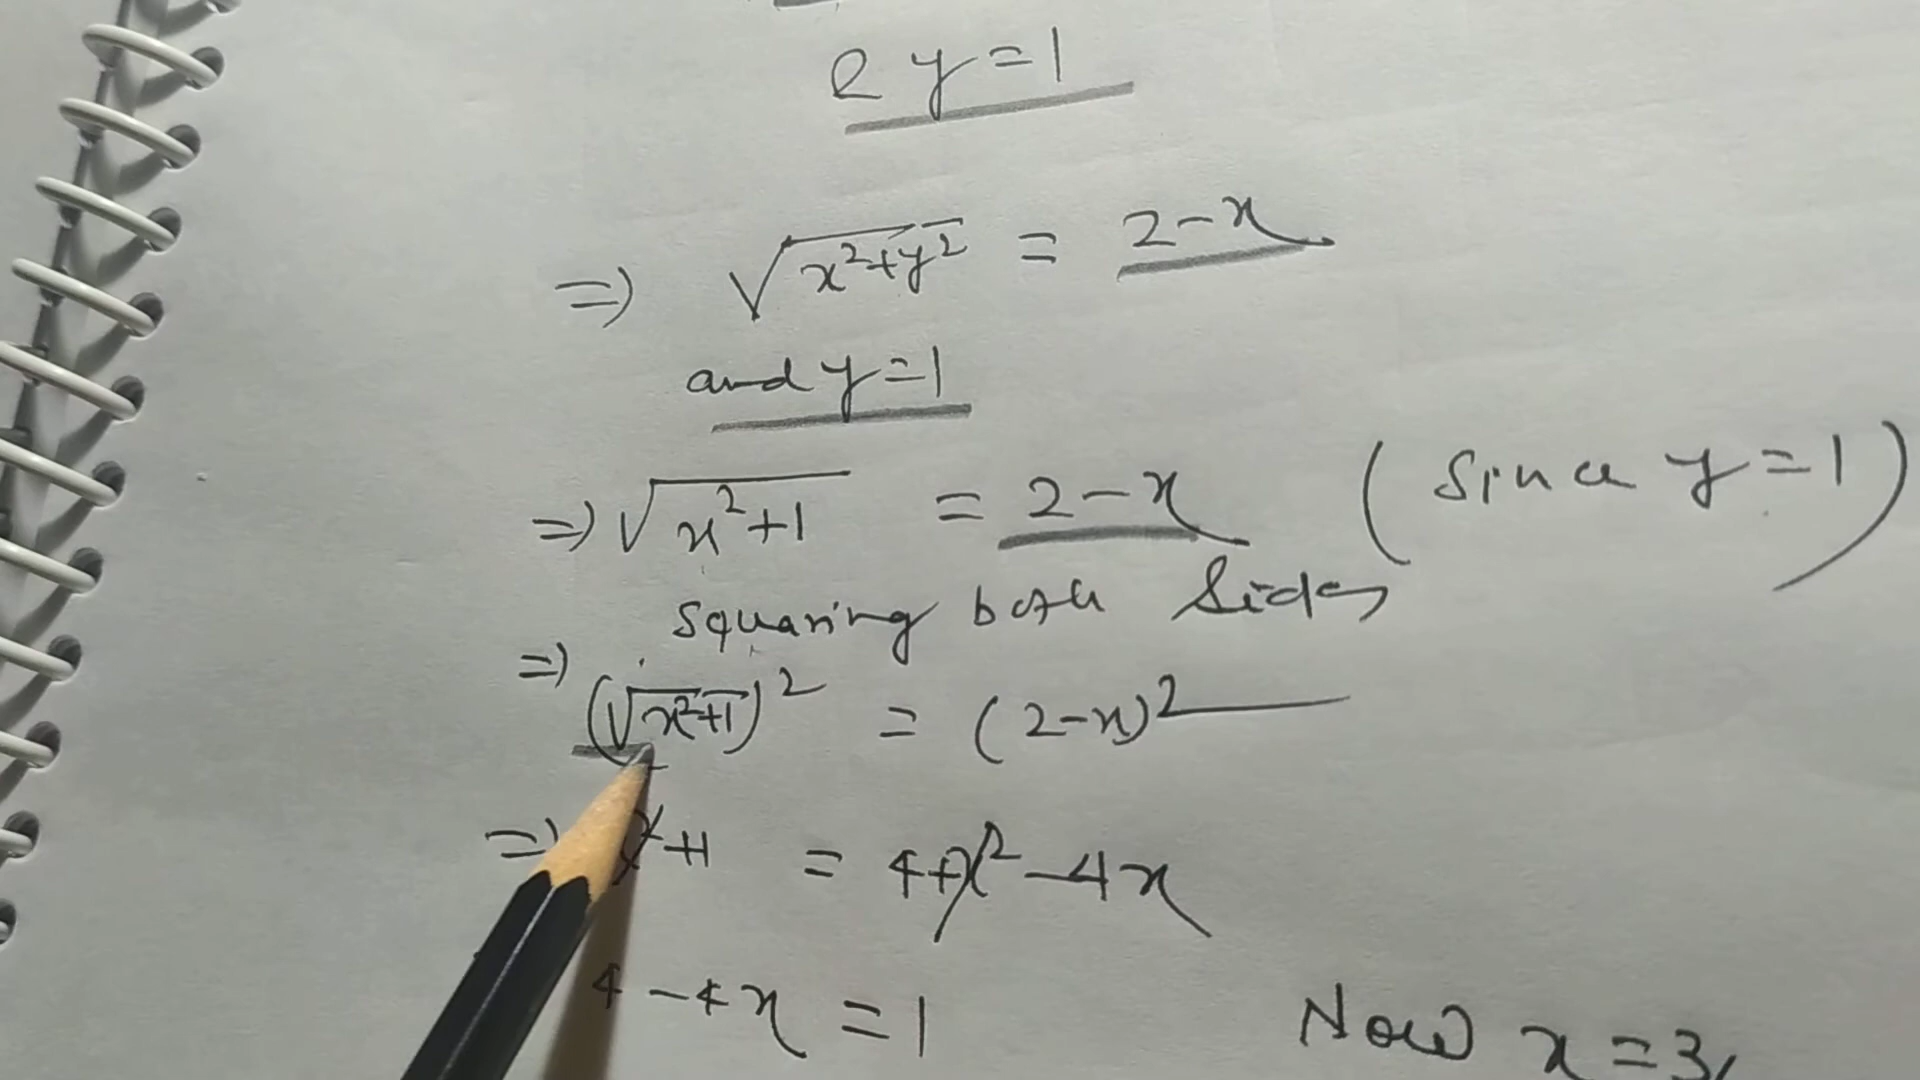 & y = 1
=> √(x²+y²) = 2 - x
and y = 1
=> √(x²+1) = 2 - x (Since y = 1)
Squaring both sides
=> (√(x²+1))² = (2-x)²
=> x²+1 = 4+x²-4x
4 - 4x = 1
Now x = 3/